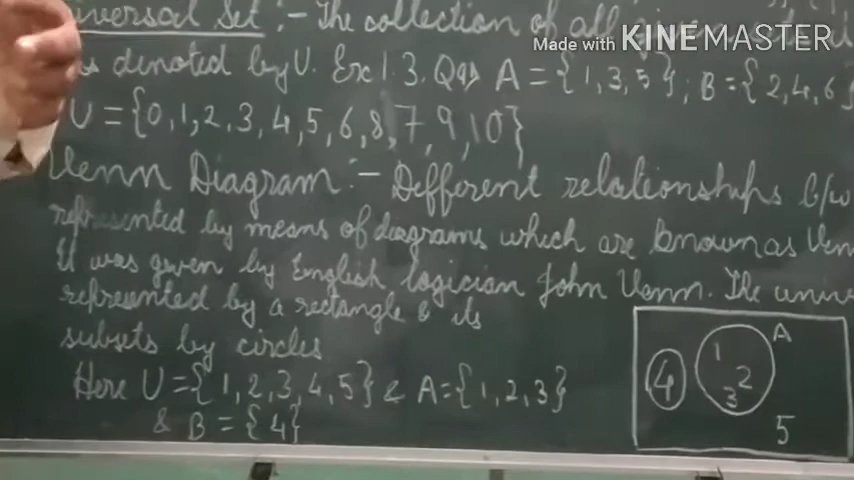 iversal Set :- The collection of all given
Made with KINEMASTER
is denoted by U. Ex 1.3. Q9) A = {1,3,5}; B = {2,4,6}
U = {0,1,2,3,4,5,6,8,7,9,10}
Venn Diagram :- Different relationships b/w
represented by means of diagrams which are known as Ven
It was given by English logician John Venn. The unive
represented by a rectangle & its
subsets by circles
Here U = {1,2,3,4,5} & A = {1,2,3}
& B = {4}
A
1
4
2
3
5